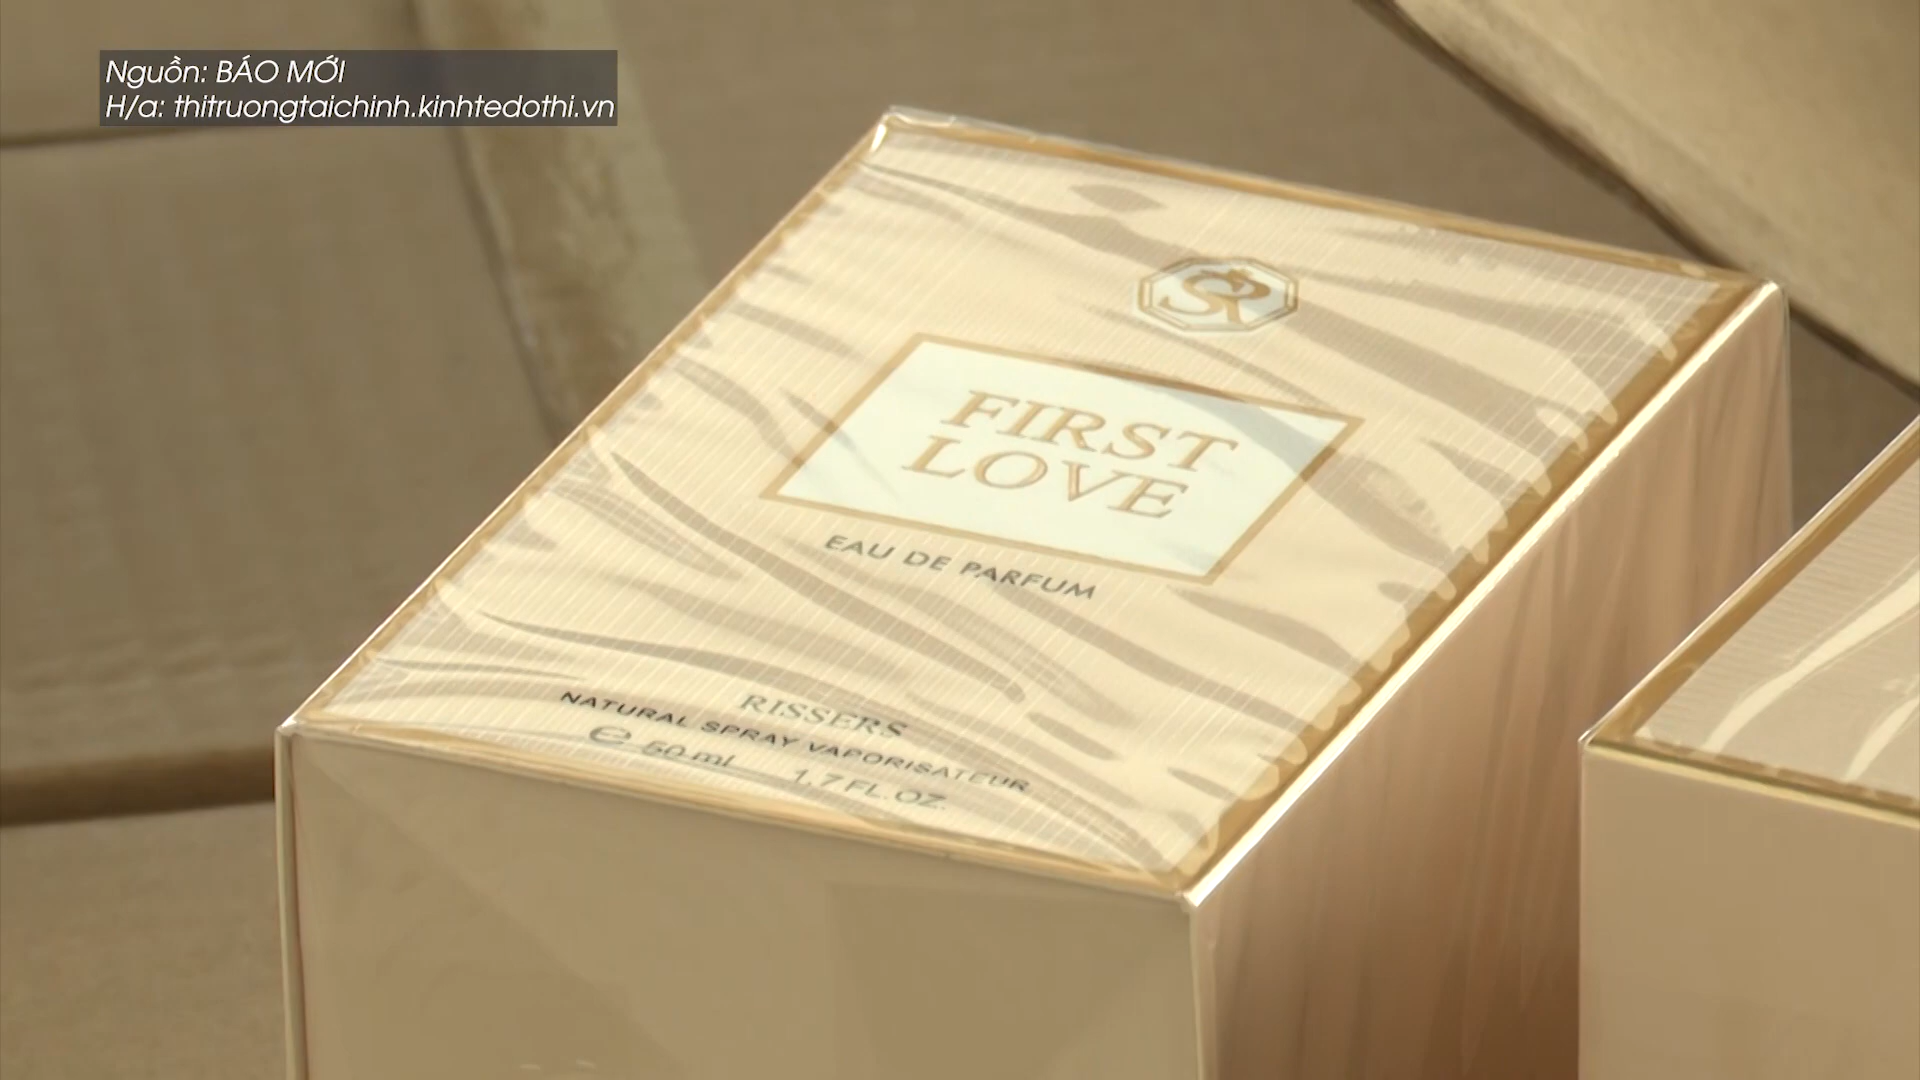 Nguồn: BÁO MỚI
H/a: thitruongtaichinh.kinhtedothi.vn
SR
FIRST
LOVE
EAU DE PARFUM
RISSERS
NATURAL SPRAY VAPORISATEUR
e 50 ml 1.7 FL.OZ.